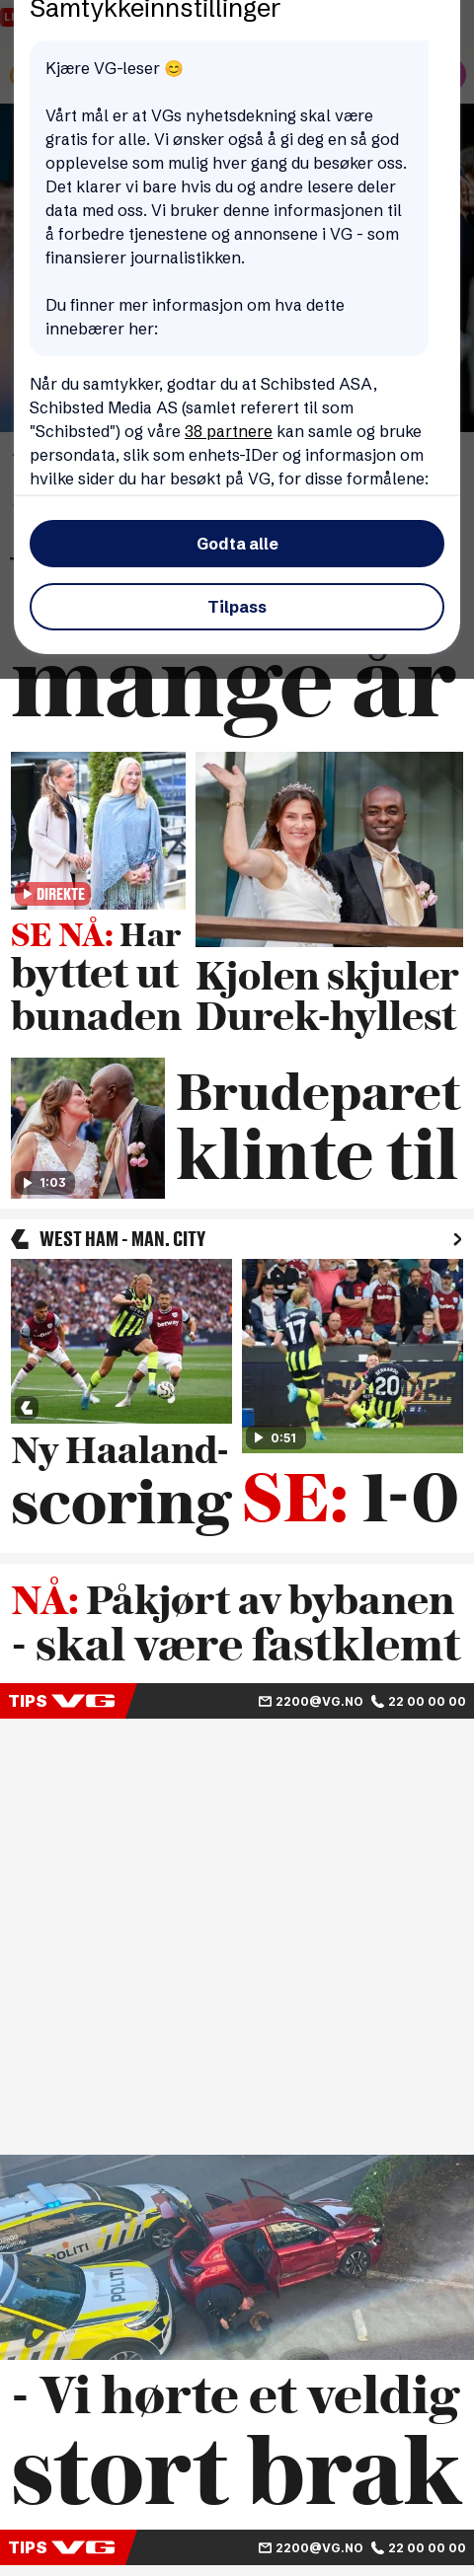 Samtykkeinnstillinger
Kjære VG-leser 😊
Vårt mål er at VGs nyhetsdekning skal være
gratis for alle. Vi ønsker også å gi deg en så god
opplevelse som mulig hver gang du besøker oss.
Det klarer vi bare hvis du og andre lesere deler
data med oss. Vi bruker denne informasjonen til
å forbedre tjenestene og annonsene i VG - som
finansierer journalistikken.
Du finner mer informasjon om hva dette
innebærer her:
Når du samtykker, godtar du at Schibsted ASA,
Schibsted Media AS (samlet referert til som
"Schibsted") og våre 38 partnere kan samle og bruke
persondata, slik som enhets-IDer og informasjon om
hvilke sider du har besøkt på VG, for disse formålene:
Godta alle
Tilpass
mange år
DIREKTE
SE NÅ: Har
byttet ut
bunaden
Kjolen skjuler
Durek-hyllest
1:03
Brudeparet
klinte til
WEST HAM - MAN. CITY
17
20
0:51
Ny Haaland-
scoring
SE: 1-0
NÅ: Påkjørt av bybanen
- skal være fastklemt
TIPS VG
2200@VG.NO
22 00 00 00
POLITI
POLITI
- Vi hørte et veldig
stort brak
TIPS VG
2200@VG.NO
22 00 00 00